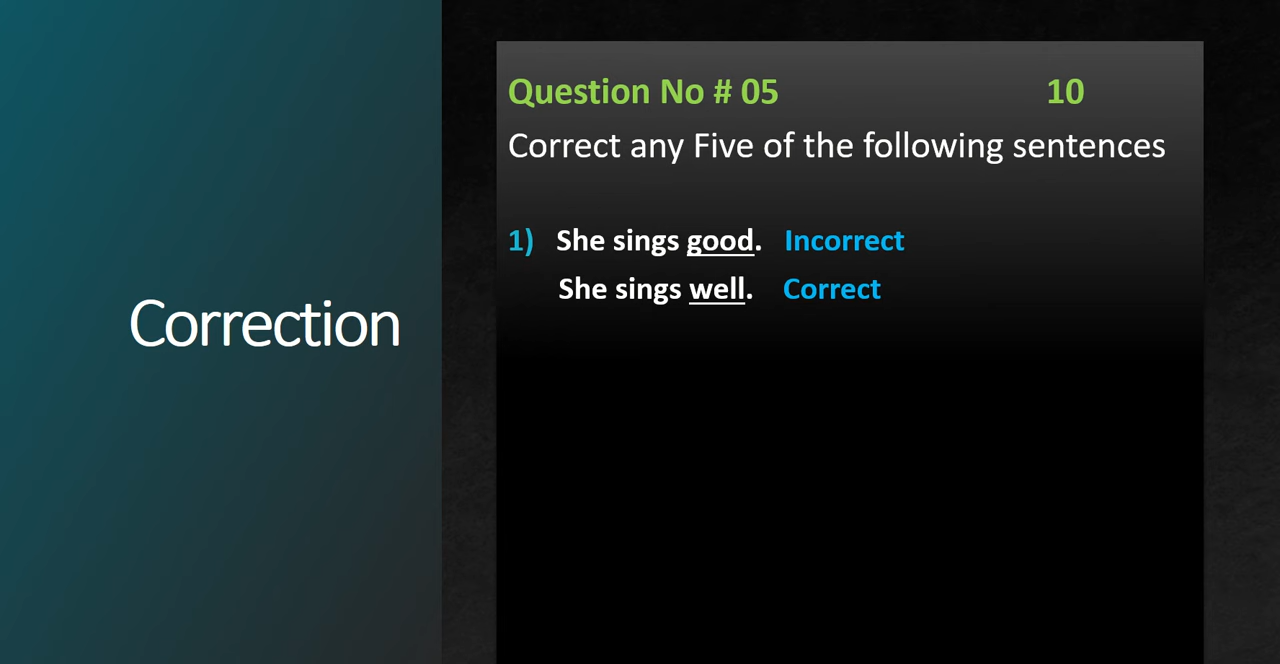 Correction
Question No # 05 10
Correct any Five of the following sentences
1) She sings good. Incorrect
She sings well. Correct